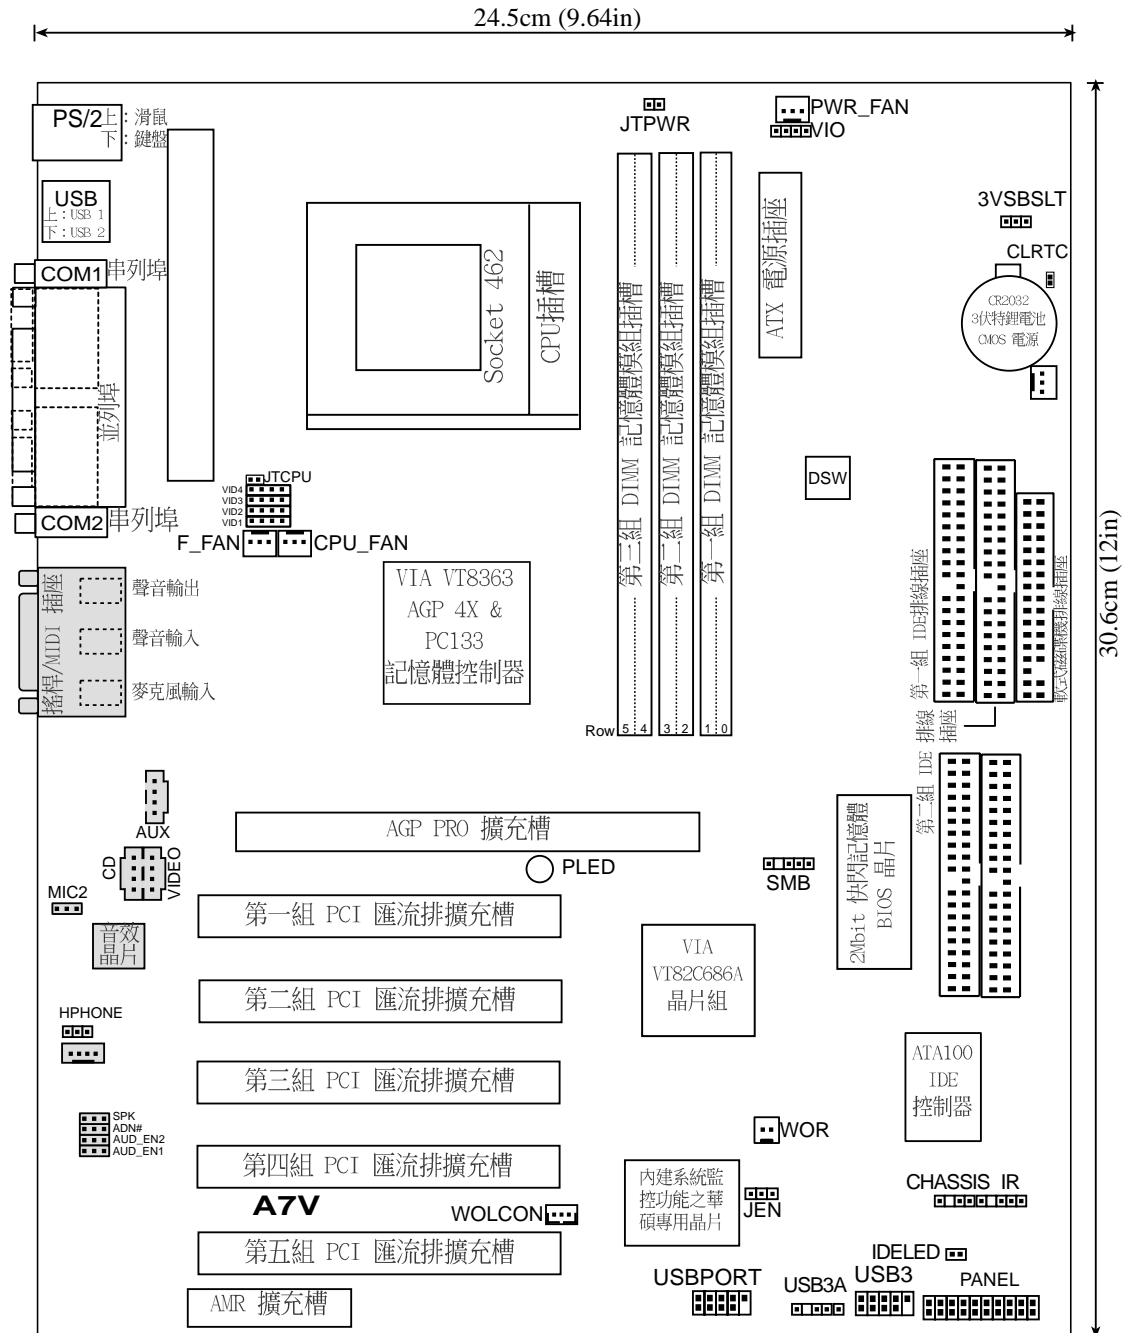 24.5cm (9.64in)
PS/2
上：滑鼠
下：鍵盤
JTPWR
PWR_FAN
VIO
USB
上：USB 1
下：USB 2
3VSBSLT
CLRTC
COM1
串列埠
CR2032
3伏特鋰電池
CMOS 電源
Socket 462
CPU插槽
第三組 DIMM 記憶體模組插槽
第二組 DIMM 記憶體模組插槽
第一組 DIMM 記憶體模組插槽
ATX 電源插座
並列埠
JTCPU
VID4
VID3
VID2
VID1
DSW
COM2
串列埠
F_FAN
CPU_FAN
30.6cm (12in)
第一組 IDE排線插座
軟式磁碟機排線插座
搖桿/MIDI 插座
聲音輸出
聲音輸入
麥克風輸入
VIA VT8363
AGP 4X &
PC133
記憶體控制器
Row
5 4
3 2
1 0
第二組 IDE 排線
插座
AUX
AGP PRO 擴充槽
CD
VIDEO
PLED
SMB
2Mbit 快閃記憶體
BIOS 晶片
MIC2
第一組 PCI 匯流排擴充槽
音效
晶片
VIA
VT82C686A
晶片組
第二組 PCI 匯流排擴充槽
HPHONE
第三組 PCI 匯流排擴充槽
ATA100
IDE
控制器
SPK
ADN#
AUD_EN2
AUD_EN1
WOR
第四組 PCI 匯流排擴充槽
內建系統監
控功能之華
碩專用晶片
CHASSIS IR
A7V
WOLCON
JEN
第五組 PCI 匯流排擴充槽
IDELED
USBPORT
USB3A
USB3
PANEL
AMR 擴充槽